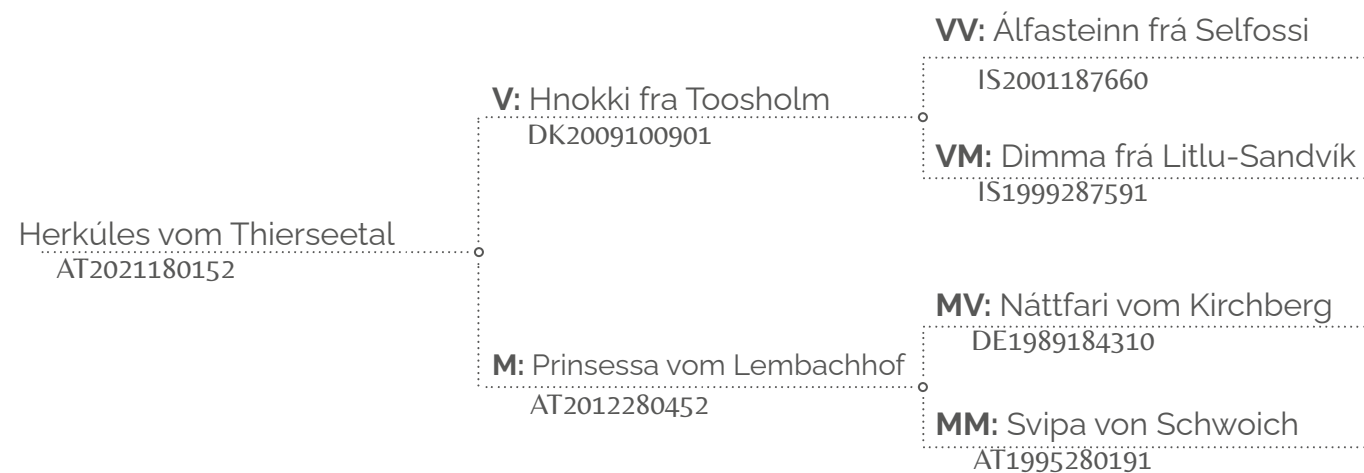 VV: Álfasteinn frá Selfossi
IS2001187660
V: Hnokki fra Toosholm
DK2009100901
VM: Dimma frá Litlu-Sandvík
IS1999287591
Herkúles vom Thierseetal
AT2021180152
MV: Náttfari vom Kirchberg
DE1989184310
M: Prinsessa vom Lembachhof
AT2012280452
MM: Svipa von Schwoich
AT1995280191